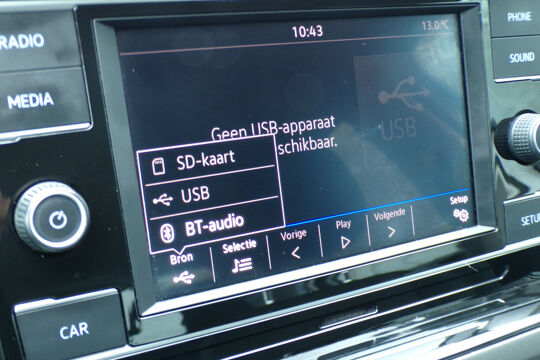 RADIO
MEDIA
CAR
10:43
13.0°C
USB
Geen USB-apparaat
schikbaar.
SD-kaart
USB
BT-audio
Bron
Selectie
Vorige
Play
Volgende
Setup
PHONE
SOUND
SETU